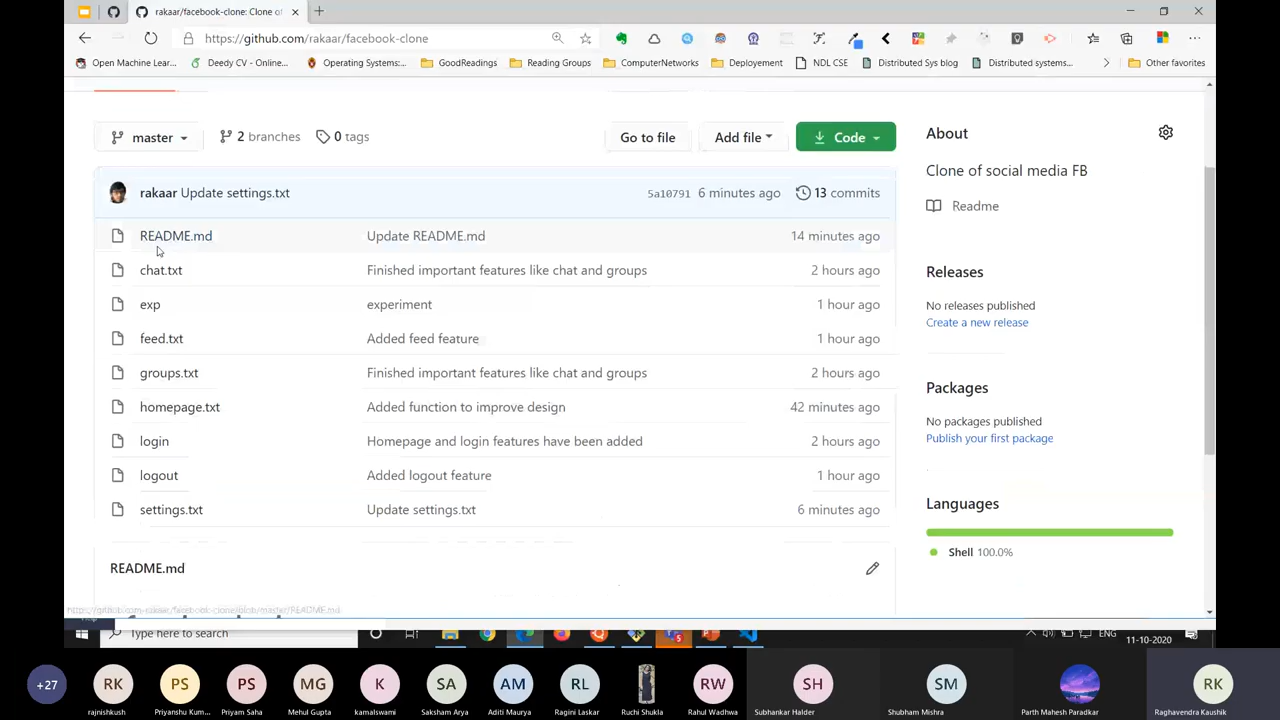 rakaar/facebook-clone: Clone of
https://github.com/rakaar/facebook-clone
Open Machine Lear... Deedy CV - Online... Operating Systems:... GoodReadings Reading Groups ComputerNetworks Deployement NDL CSE Distributed Sys blog Distributed systems... Other favorites
master 2 branches 0 tags Go to file Add file Code
rakaar Update settings.txt 5a10791 6 minutes ago 13 commits
README.md Update README.md 14 minutes ago
chat.txt Finished important features like chat and groups 2 hours ago
exp experiment 1 hour ago
feed.txt Added feed feature 1 hour ago
groups.txt Finished important features like chat and groups 2 hours ago
homepage.txt Added function to improve design 42 minutes ago
login Homepage and login features have been added 2 hours ago
logout Added logout feature 1 hour ago
settings.txt Update settings.txt 6 minutes ago
README.md
About
Clone of social media FB
Readme
Releases
No releases published
Create a new release
Packages
No packages published
Publish your first package
Languages
Shell 100.0%
https://github.com/rakaar/facebook-clone/blob/master/README.md
Type here to search
ENG
11-10-2020
+27 RK PS PS MG K SA AM RL RW SH SM RK
rajnishkush Priyanshu Kum... Priyam Saha Mehul Gupta kamalswami Saksham Arya Aditi Maurya Ragini Laskar Ruchi Shukla Rahul Wadhwa Subhankar Halder Shubham Mishra Parth Mahesh Paradkar Raghavendra Kaushik